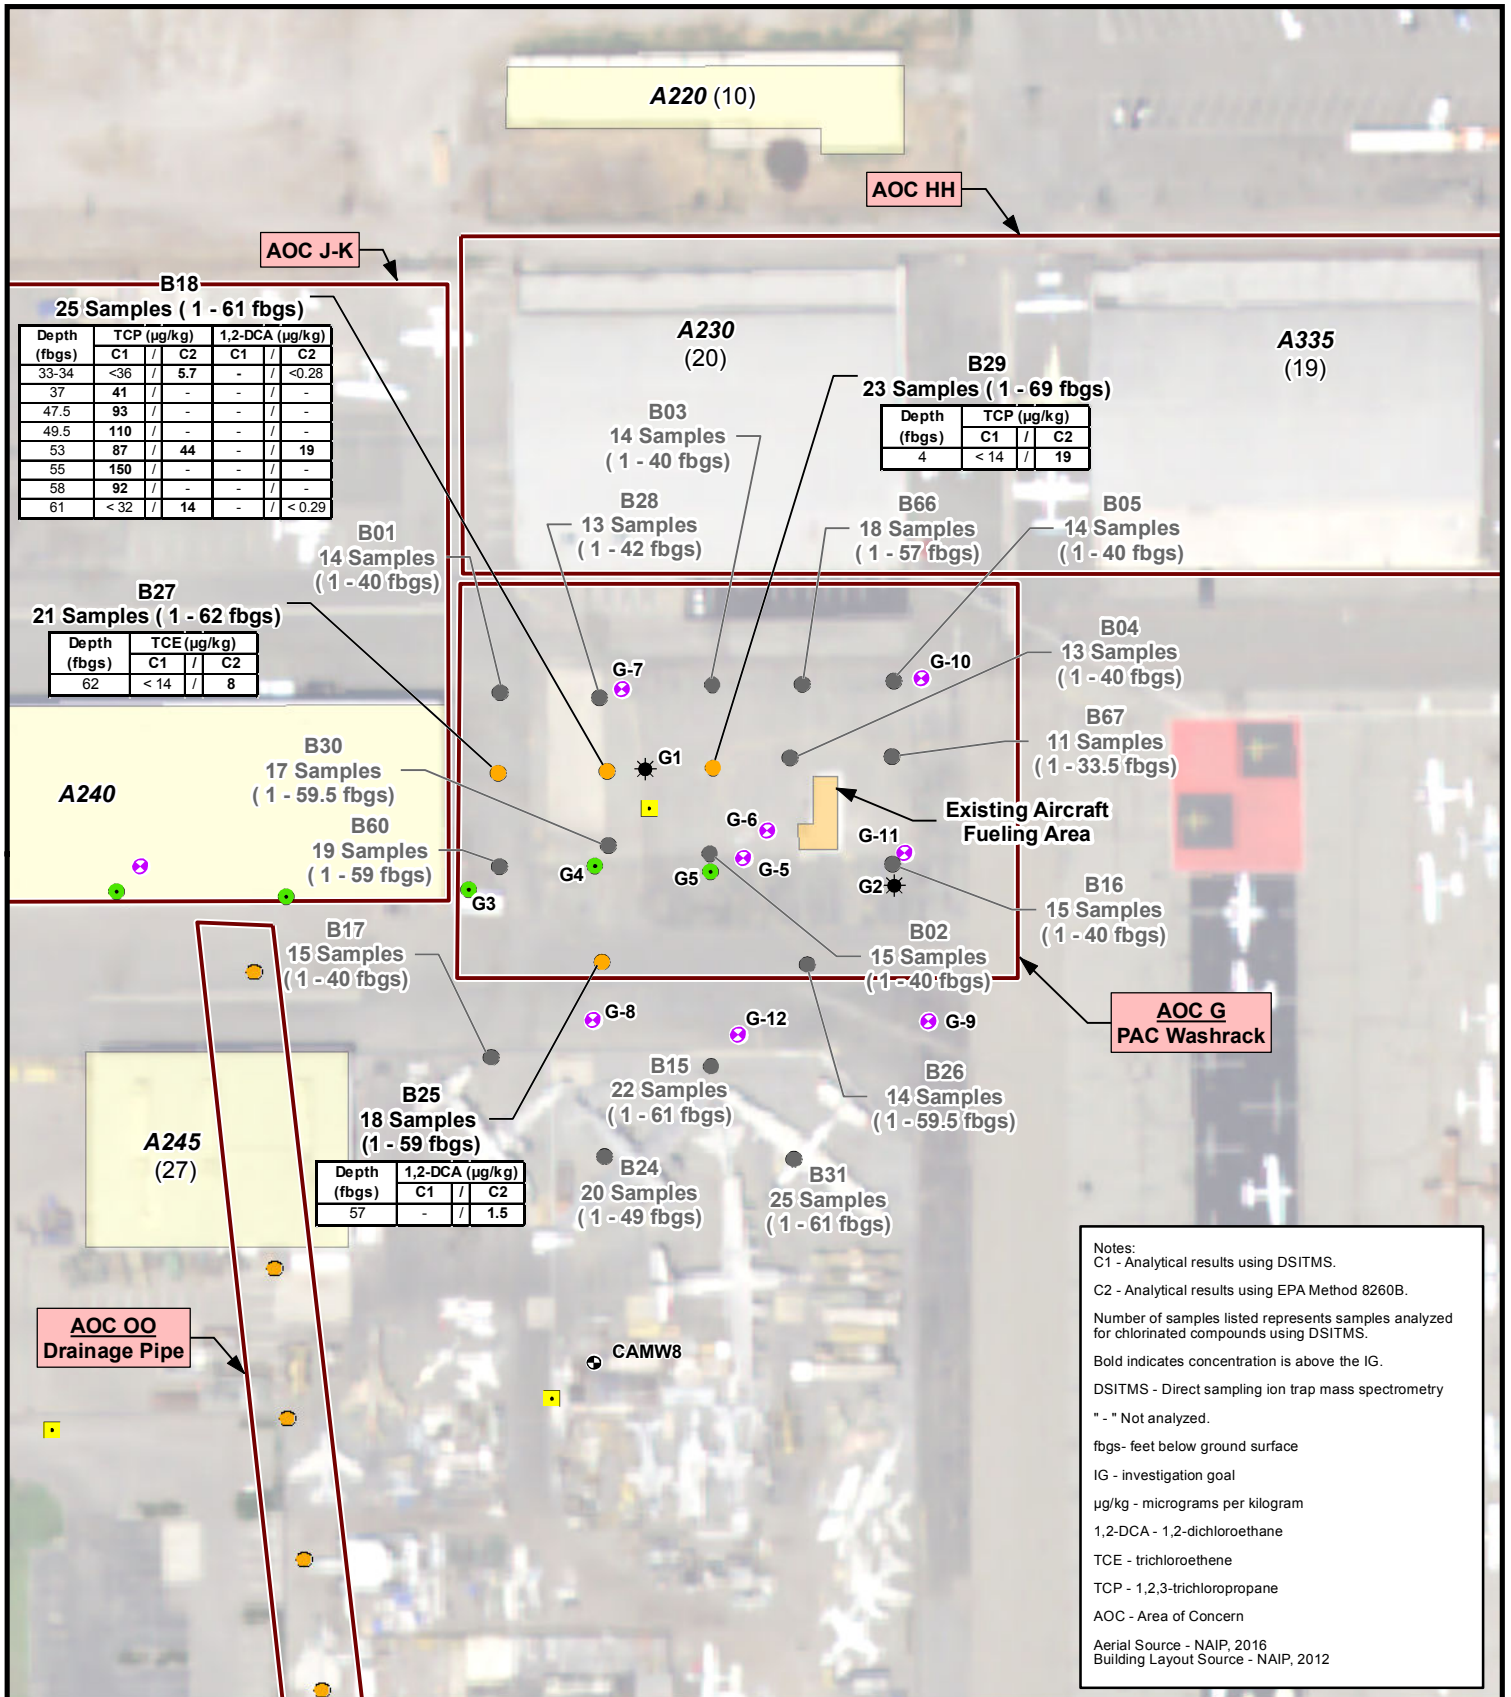 A220 (10)
AOC HH
AOC J-K
B18
25 Samples ( 1 - 61 fbgs)
Depth TCP (µg/kg) 1,2-DCA (µg/kg)
(fbgs) C1 / C2 C1 / C2
33-34 <36 / 5.7 - / <0.28
37 41 / - - / -
47.5 93 / - - / -
49.5 110 / - - / -
53 87 / 44 - / 19
55 150 / - - / -
58 92 / - - / -
61 < 32 / 14 - / < 0.29
A230
(20)
A335
(19)
B29
23 Samples ( 1 - 69 fbgs)
Depth TCP (µg/kg)
(fbgs) C1 / C2
4 < 14 / 19
B03
14 Samples
( 1 - 40 fbgs)
B28
13 Samples
( 1 - 42 fbgs)
B66
18 Samples
( 1 - 57 fbgs)
B05
14 Samples
( 1 - 40 fbgs)
B01
14 Samples
( 1 - 40 fbgs)
B27
21 Samples ( 1 - 62 fbgs)
Depth TCE (µg/kg)
(fbgs) C1 / C2
62 < 14 / 8
B04
13 Samples
( 1 - 40 fbgs)
G-7
G-10
B67
11 Samples
( 1 - 33.5 fbgs)
B30
17 Samples
( 1 - 59.5 fbgs)
G1
A240
Existing Aircraft
Fueling Area
B60
19 Samples
( 1 - 59 fbgs)
G-6
G-11
G-5
G4
G5
G2
G3
B16
15 Samples
( 1 - 40 fbgs)
B17
15 Samples
( 1 - 40 fbgs)
B02
15 Samples
( 1 - 40 fbgs)
G-8
G-12
G-9
AOC G
PAC Washrack
B15
22 Samples
( 1 - 61 fbgs)
B26
14 Samples
( 1 - 59.5 fbgs)
B25
18 Samples
(1 - 59 fbgs)
Depth 1,2-DCA (µg/kg)
(fbgs) C1 / C2
57 - / 1.5
A245
(27)
B24
20 Samples
( 1 - 49 fbgs)
B31
25 Samples
( 1 - 61 fbgs)
AOC OO
Drainage Pipe
CAMW8
Notes:
C1 - Analytical results using DSITMS.
C2 - Analytical results using EPA Method 8260B.
Number of samples listed represents samples analyzed
for chlorinated compounds using DSITMS.
Bold indicates concentration is above the IG.
DSITMS - Direct sampling ion trap mass spectrometry
" - " Not analyzed.
fbgs- feet below ground surface
IG - investigation goal
µg/kg - micrograms per kilogram
1,2-DCA - 1,2-dichloroethane
TCE - trichloroethene
TCP - 1,2,3-trichloropropane
AOC - Area of Concern
Aerial Source - NAIP, 2016
Building Layout Source - NAIP, 2012